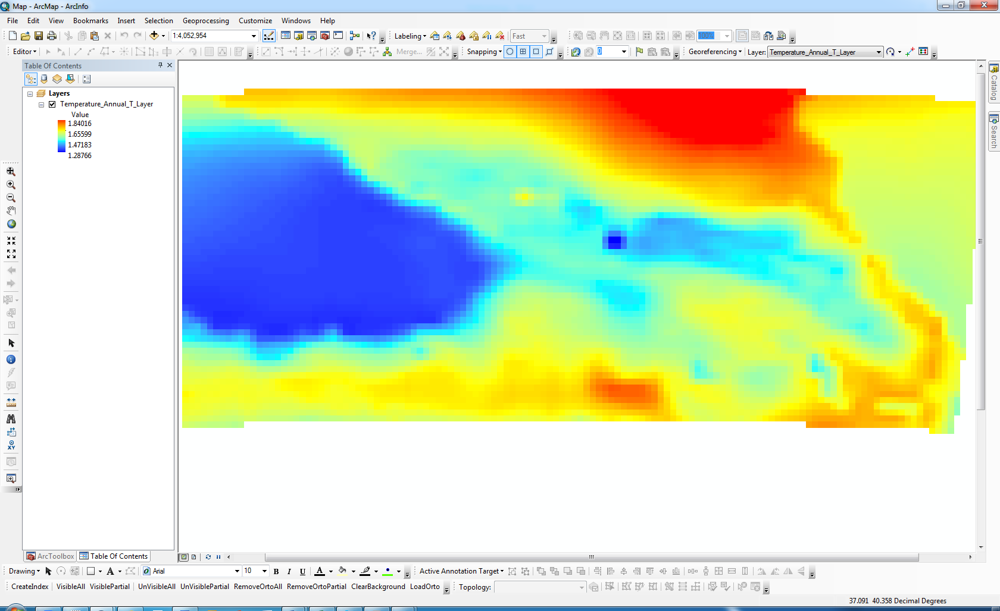 Map - ArcMap - ArcInfo
File Edit View Bookmarks Insert Selection Geoprocessing Customize Windows Help
1:4,052,954 Labeling Fast 100%
Editor Merge... Snapping 0 Georeferencing Layer: Temperature_Annual_T_Layer
Table Of Contents
Layers
Temperature_Annual_T_Layer
Value
1.84016
1.65599
1.47183
1.28766
Catalog
Search
XY
ArcToolbox Table Of Contents
Drawing A Arial 10 B I U A Active Annotation Target
CreateIndex VisibleAll VisiblePartial UnVisibleAll UnVisiblePartial RemoveOrtoAll RemoveOrtoPartial ClearBackground LoadOrto Topology:
37.091 40.358 Decimal Degrees